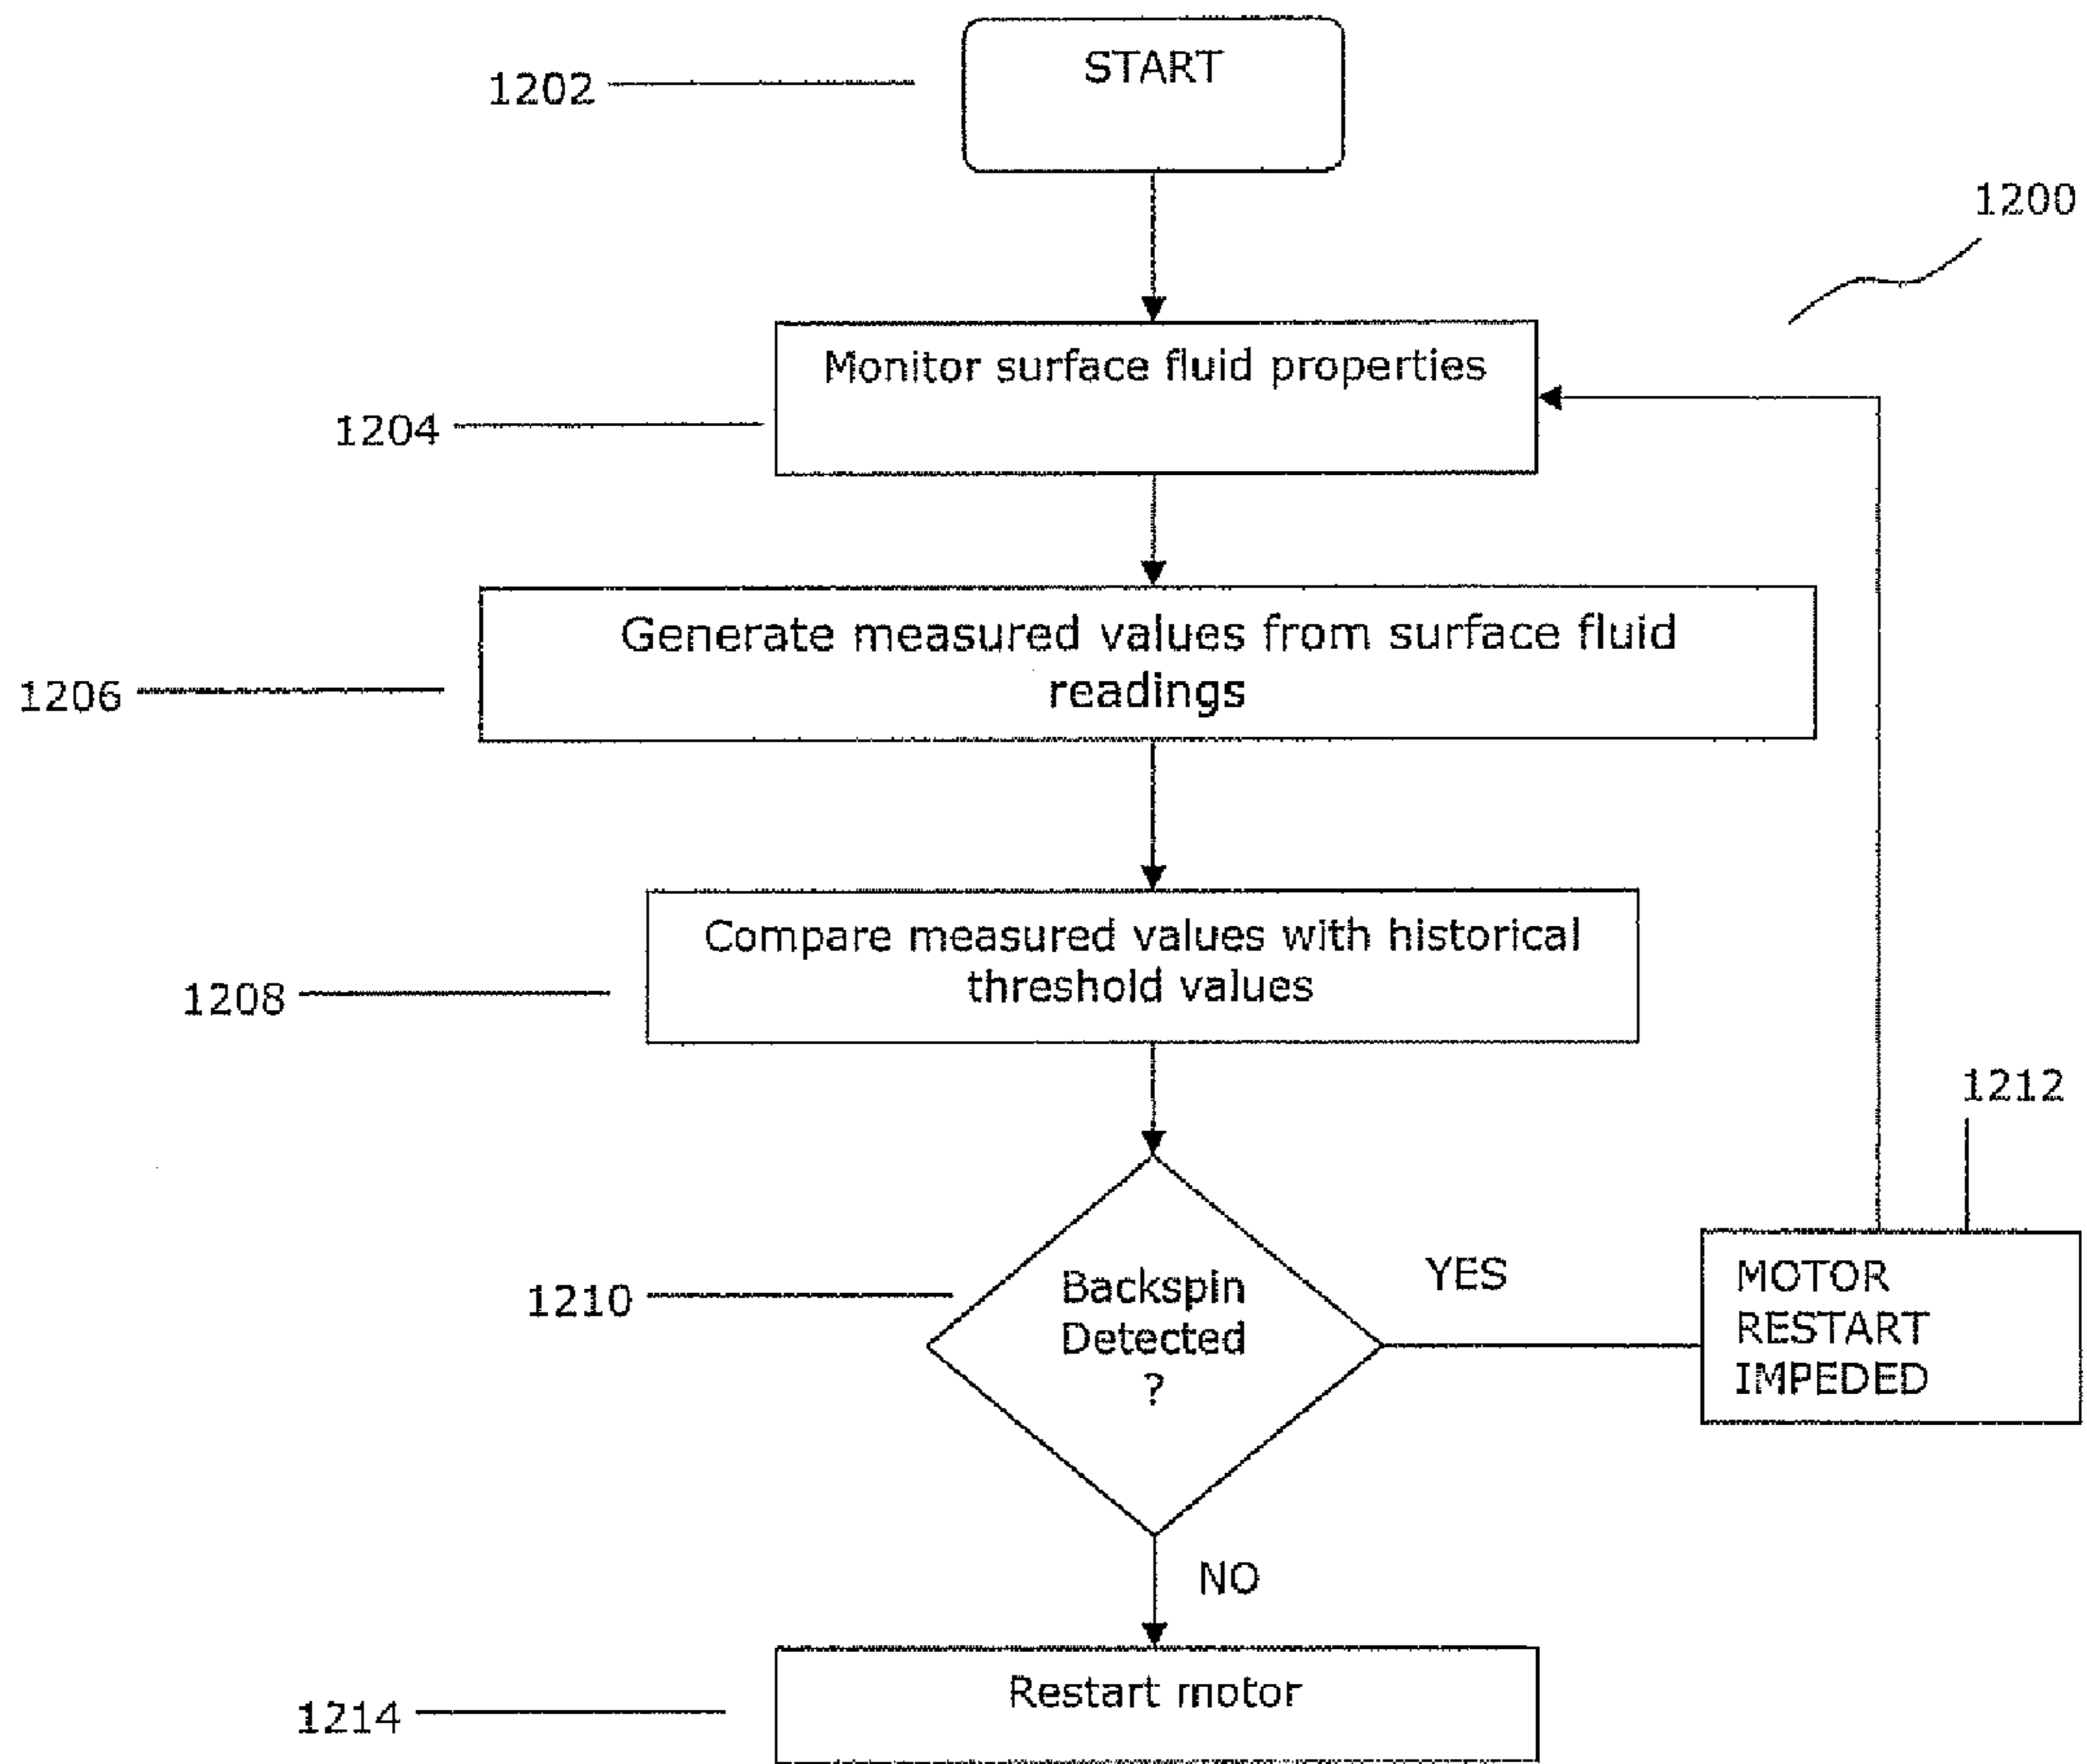 START
1202
1200
Monitor surface fluid properties
1204
Generate measured values from surface fluid
readings
1206
Compare measured values with historical
threshold values
1208
1212
Backspin
Detected
?
1210
YES
MOTOR
RESTART
IMPEDED
NO
Restart motor
1214